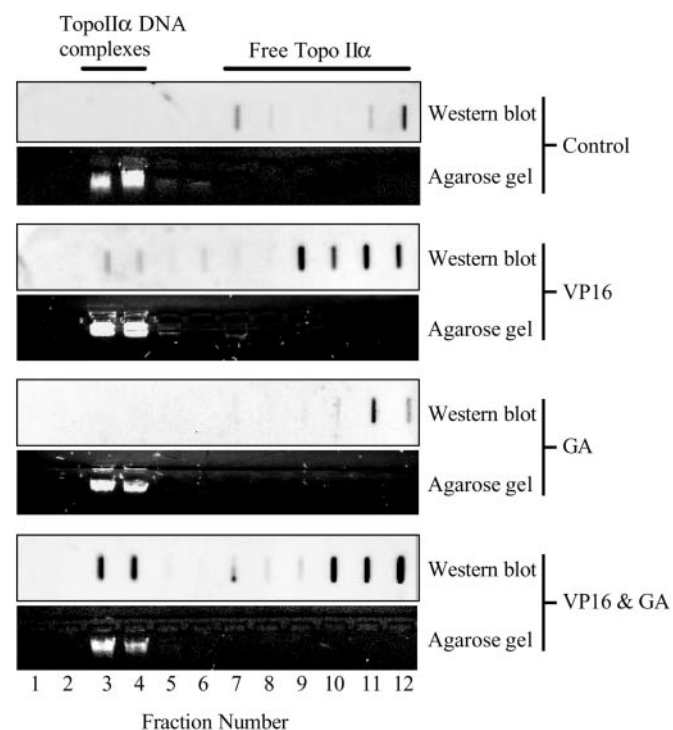 TopoIIα DNA
complexes
Free Topo IIα
Western blot
Control
Agarose gel
Western blot
VP16
Agarose gel
Western blot
GA
Agarose gel
Western blot
VP16 & GA
Agarose gel
1 2 3 4 5 6 7 8 9 10 11 12
Fraction Number